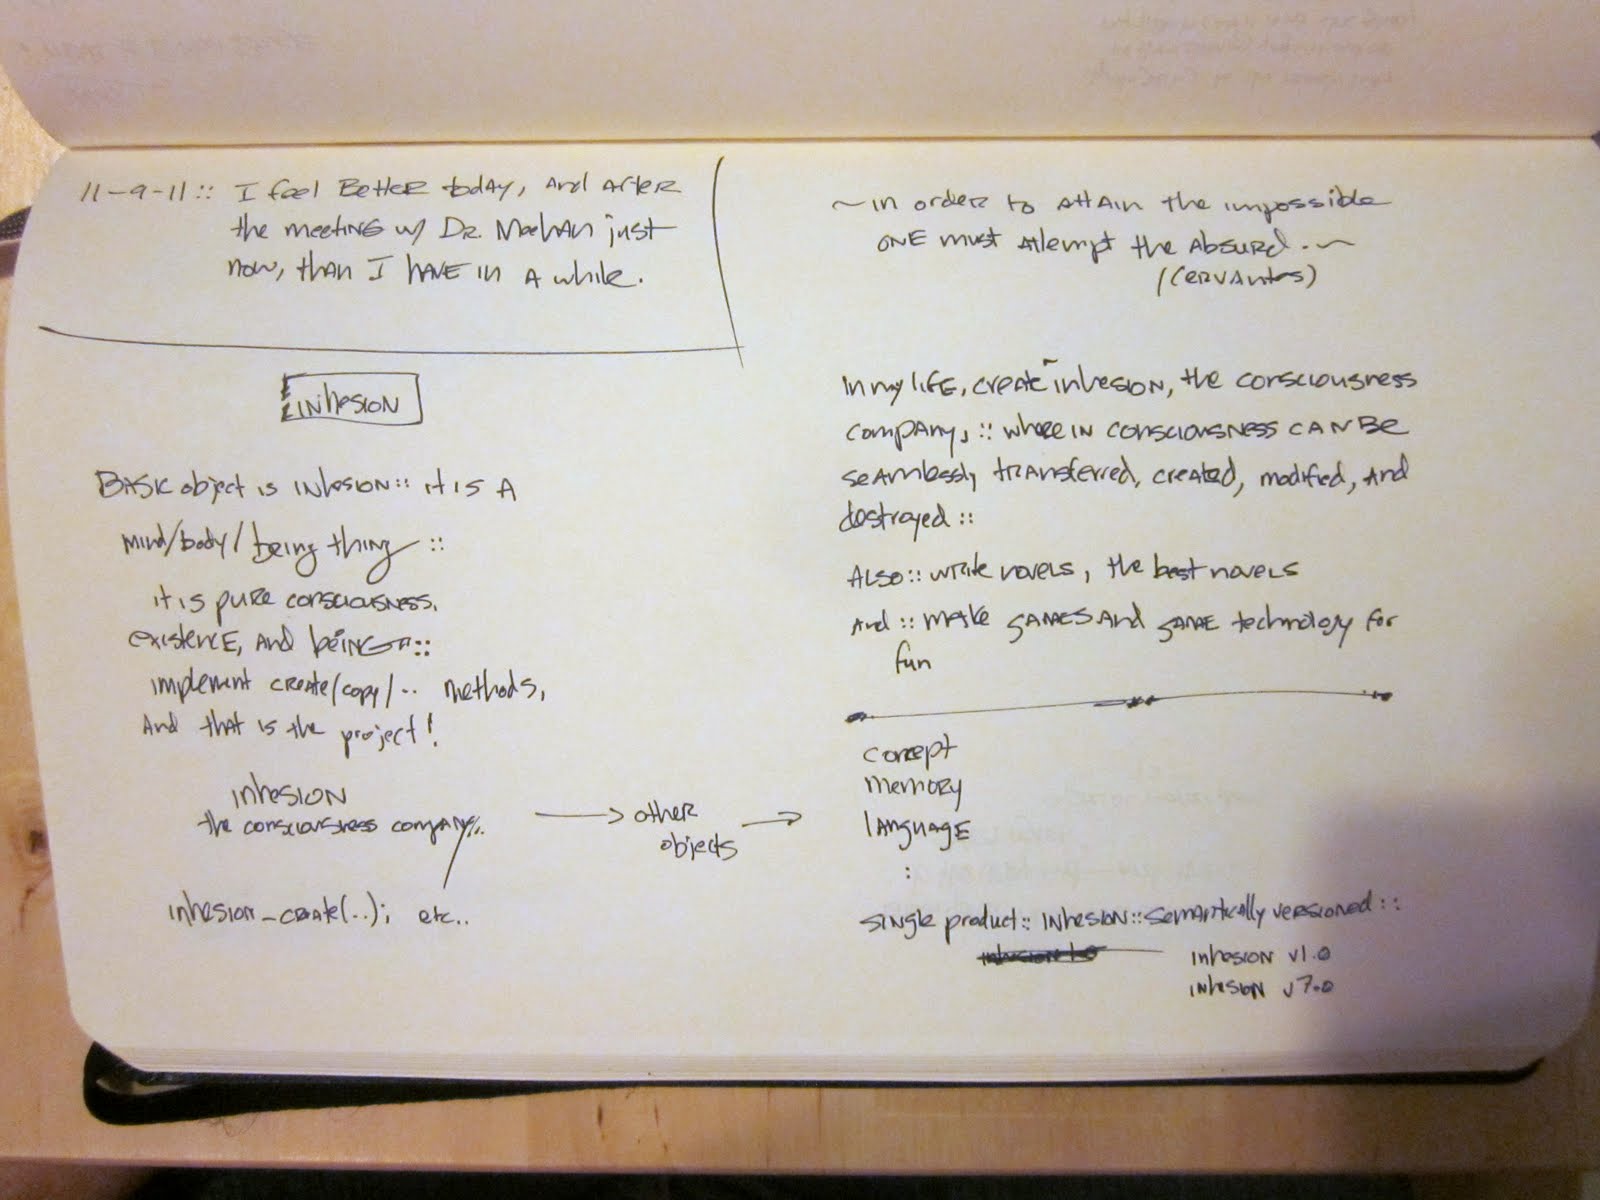 11-9-11:: I feel Better today, and after
the meeting w/ Dr. Meehan just
now, than I have in a while.
inhesion
Basic object is inhesion:: it is a
mind/body/being thing ::
it is pure consciousness,
existence, and being::
implement create/copy/.. methods,
And that is the project!
inhesion
the consciousness company..
inhesion_create(..); etc..
other
objects
~ in order to attain the impossible
one must attempt the absurd. ~
(Cervantes)
In my life, create inhesion, the consciousness
company, :: wherein consciousness can be
seamlessly transferred, created, modified, and
destroyed ::
Also:: write novels, the best novels
And :: make games and game technology for
fun
concept
memory
language
:
single product:: inhesion:: semantically versioned::
inhesion v1.0
inhesion v7.0